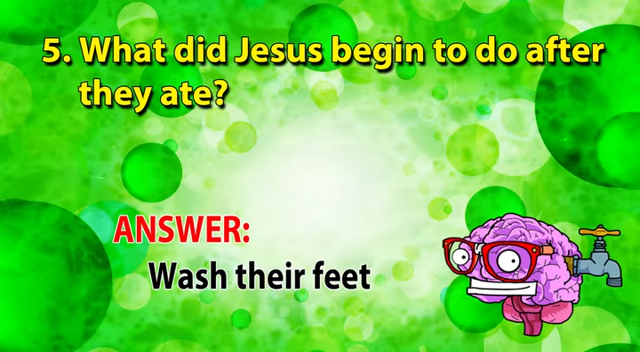 5. What did Jesus begin to do after
they ate?
ANSWER:
Wash their feet